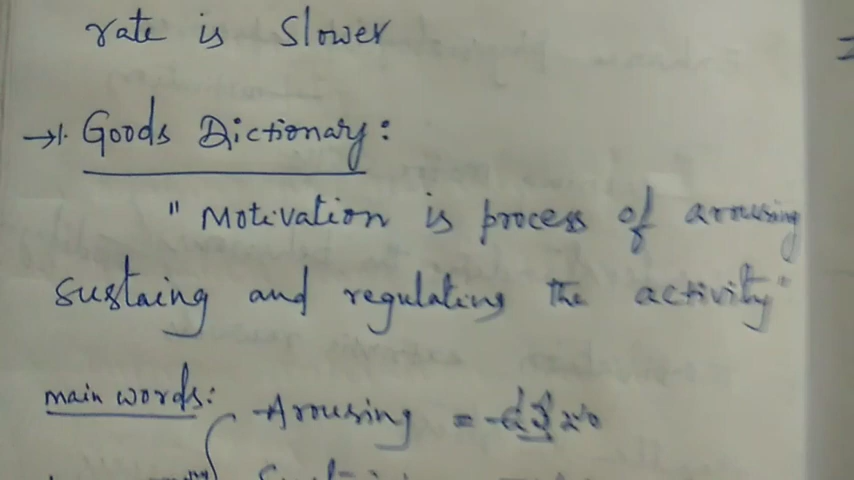 rate is slower
→1. Goods Dictionary:
" Motivation is process of arousing
sustaing and regulating the activity"
main words: Arousing =